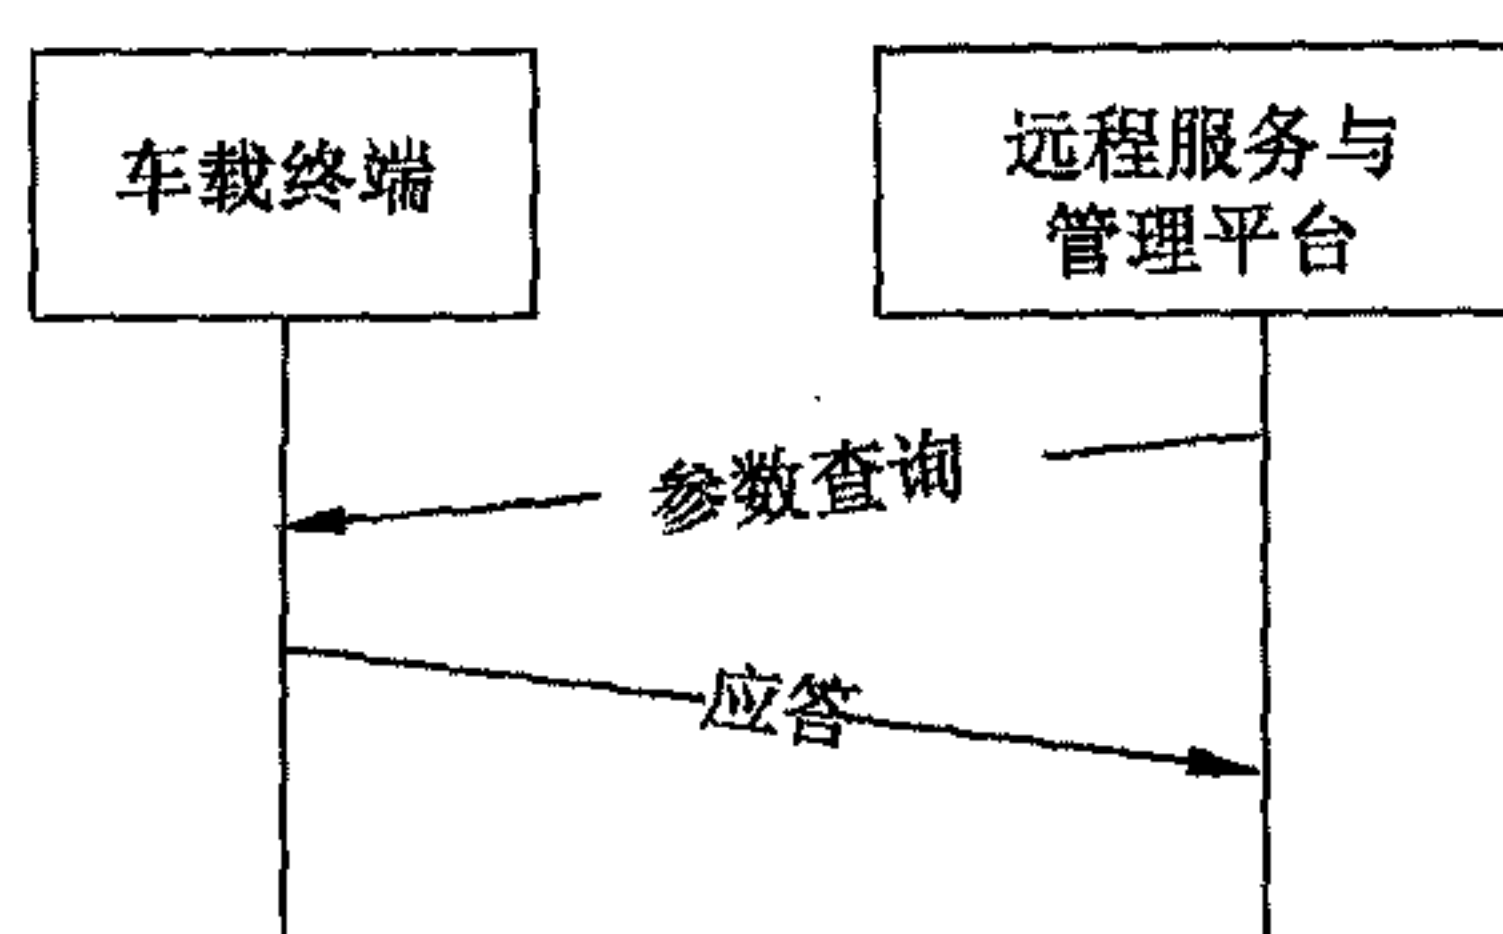 车载终端
远程服务与
管理平台
参数查询
应答